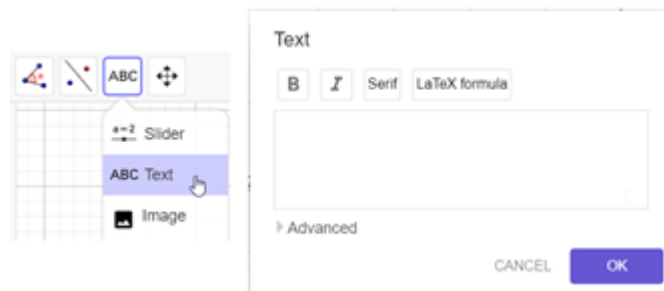 Text
B I Serif LaTeX formula
ABC
a=2 Slider
ABC Text
Image
Advanced
CANCEL OK